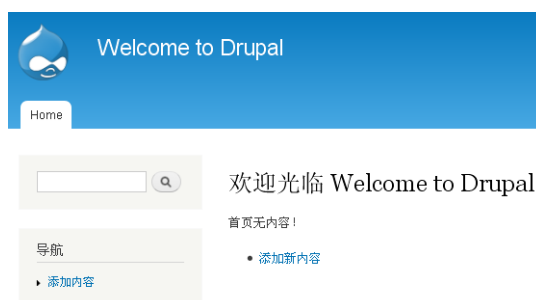 Welcome to Drupal
Home
欢迎光临 Welcome to Drupal
首页无内容！
添加新内容
导航
添加内容